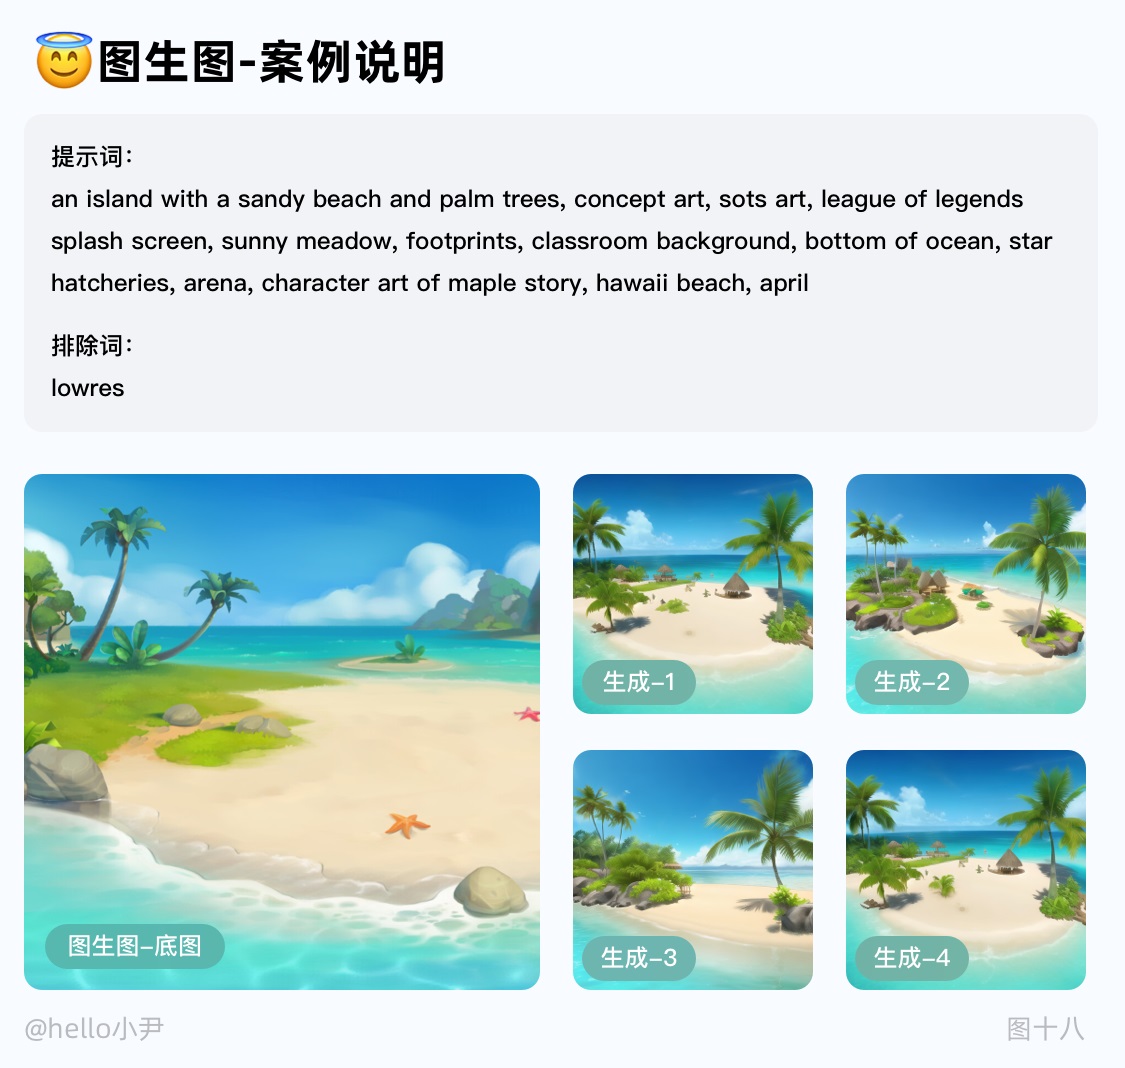 图生图-案例说明
提示词：
an island with a sandy beach and palm trees, concept art, sots art, league of legends
splash screen, sunny meadow, footprints, classroom background, bottom of ocean, star
hatcheries, arena, character art of maple story, hawaii beach, april
排除词：
lowres
图生图-底图
生成-1
生成-2
生成-3
生成-4
@hello小尹
图十八